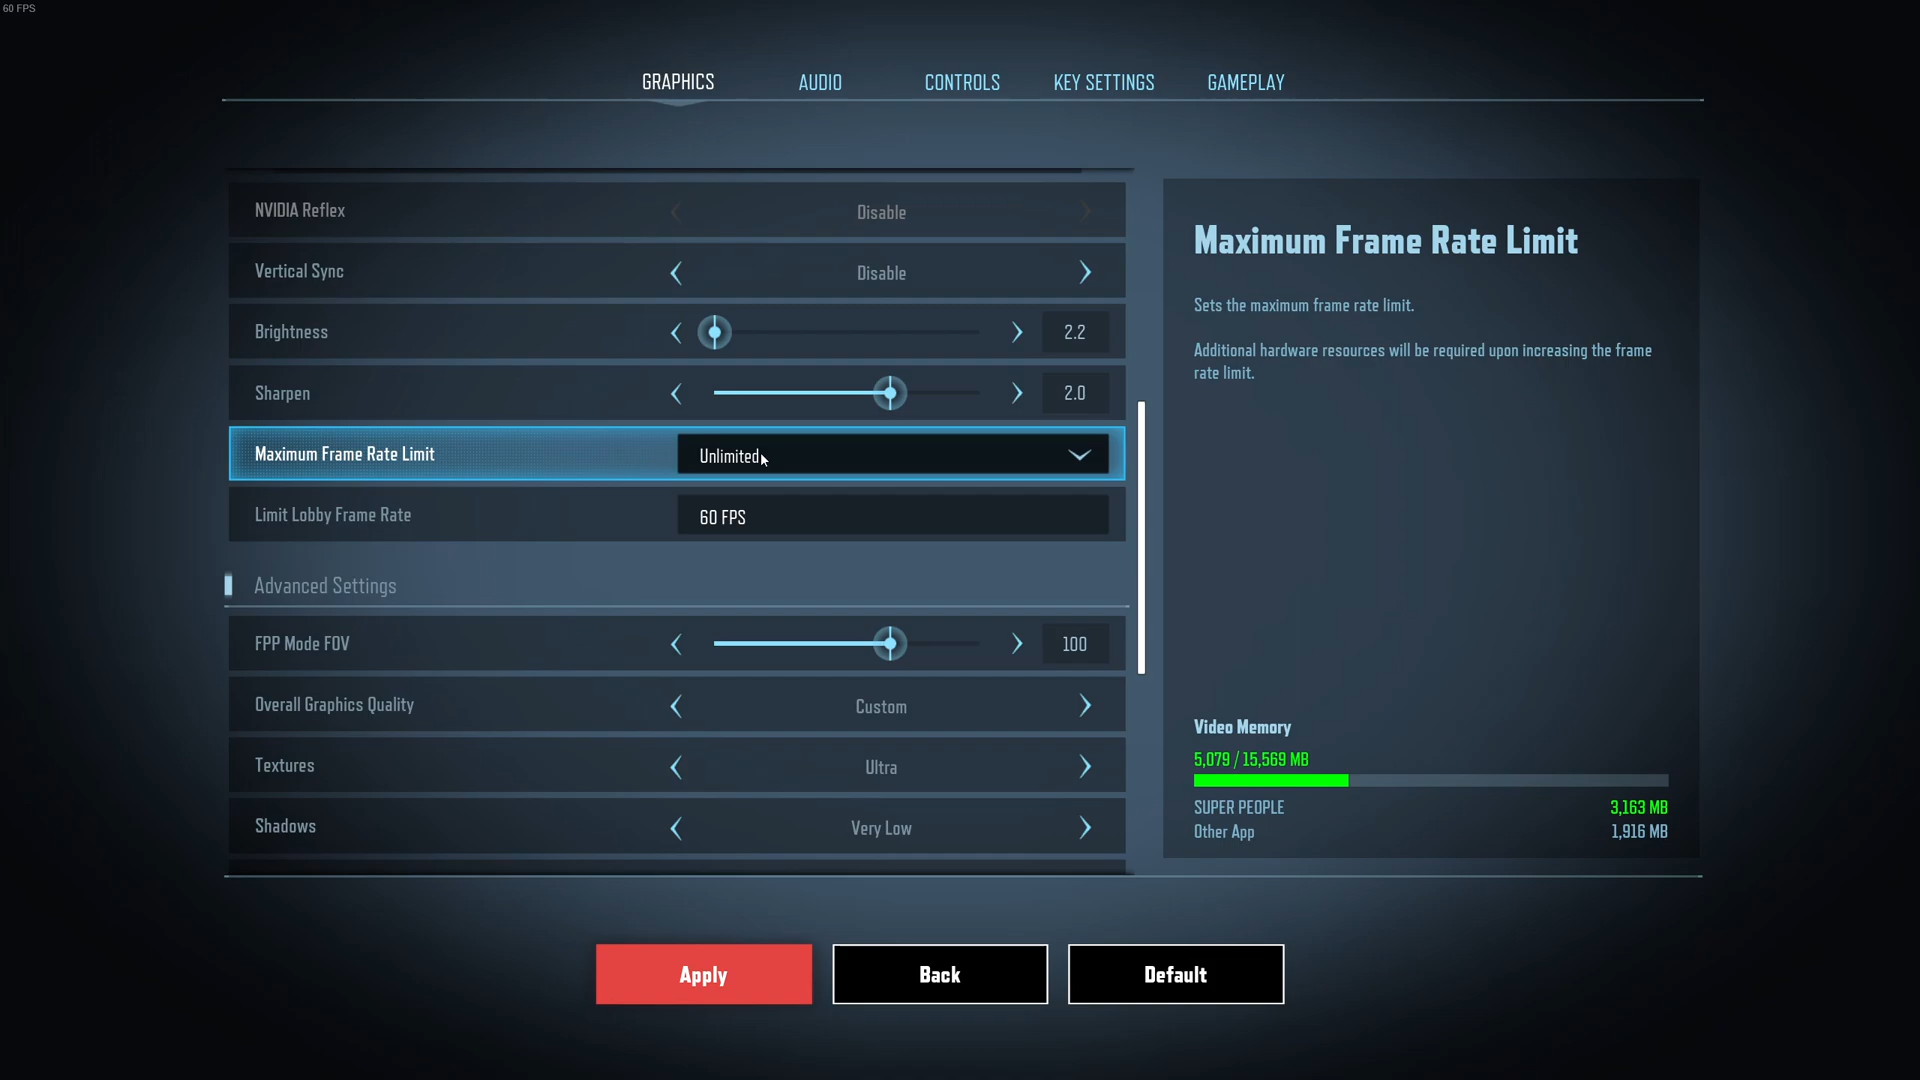 60 FPS
GRAPHICS AUDIO CONTROLS KEY SETTINGS GAMEPLAY
NVIDIA Reflex Disable
Vertical Sync Disable
Brightness 2.2
Sharpen 2.0
Maximum Frame Rate Limit Unlimited
Limit Lobby Frame Rate 60 FPS
Advanced Settings
FPP Mode FOV 100
Overall Graphics Quality Custom
Textures Ultra
Shadows Very Low
Maximum Frame Rate Limit
Sets the maximum frame rate limit.
Additional hardware resources will be required upon increasing the frame
rate limit.
Video Memory
5,079 / 15,569 MB
SUPER PEOPLE 3,163 MB
Other App 1,916 MB
Apply Back Default